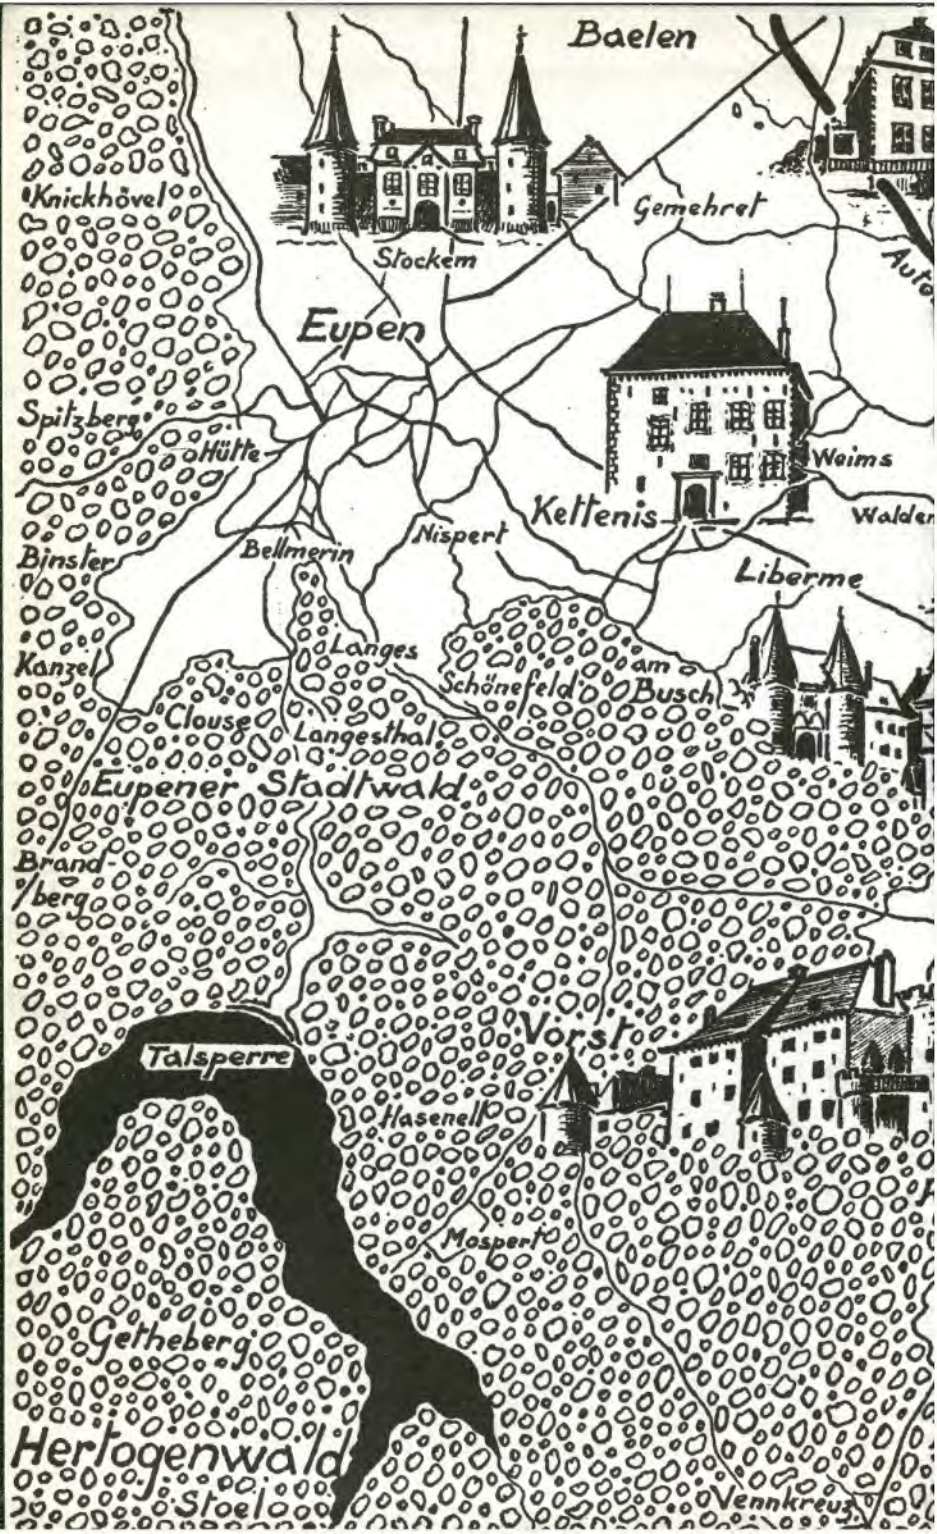 Baelen
Knickhövel
Gemehret
Stockem
Auto
Eupen
Spitzberg
Hütte
Weims
Kettenis
Walder
Nispert
Bellmerin
Binster
Liberme
Langes
Kanzel
am
Busch
Schönefeld
Clouse
Langesthal
Eupener Stadtwald
Brand-
berg
Vorst
Talsperre
Hasenell
Mospert
Getheberg
Hertogenwald
Stoel
Vennkreuz